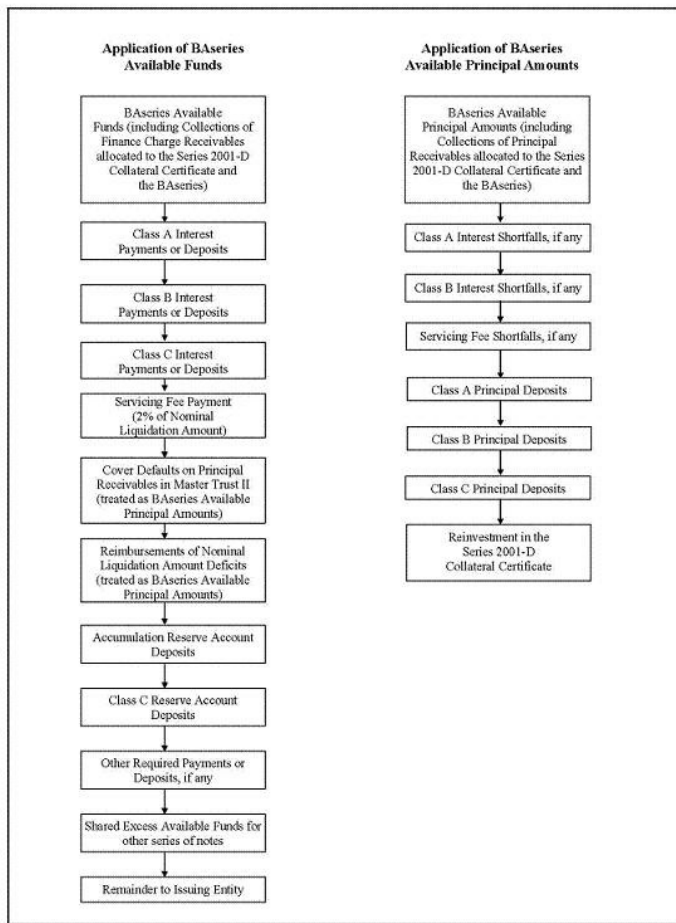 Application of BAseries
Available Funds
BAseries Available
Funds (including Collections of
Finance Charge Receivables
allocated to the Series 2001-D
Collateral Certificate and
the BAseries)
Class A Interest
Payments or Deposits
Class B Interest
Payments or Deposits
Class C Interest
Payments or Deposits
Servicing Fee Payment
(2% of Nominal
Liquidation Amount)
Cover Defaults on Principal
Receivables in Master Trust II
(treated as BAseries Available
Principal Amounts)
Reimbursements of Nominal
Liquidation Amount Deficits
(treated as BAseries Available
Principal Amounts)
Accumulation Reserve Account
Deposits
Class C Reserve Account
Deposits
Other Required Payments or
Deposits, if any
Shared Excess Available Funds for
other series of notes
Remainder to Issuing Entity
Application of BAseries
Available Principal Amounts
BAseries Available
Principal Amounts (including
Collections of Principal
Receivables allocated to the Series
2001-D Collateral Certificate and
the BAseries)
Class A Interest Shortfalls, if any
Class B Interest Shortfalls, if any
Servicing Fee Shortfalls, if any
Class A Principal Deposits
Class B Principal Deposits
Class C Principal Deposits
Reinvestment in the
Series 2001-D
Collateral Certificate